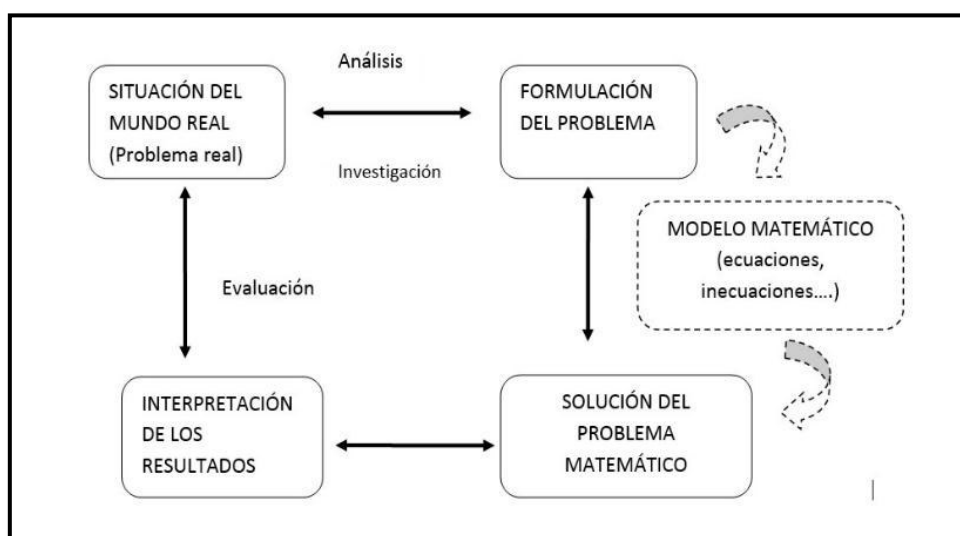 Análisis
SITUACIÓN DEL
MUNDO REAL
(Problema real)
FORMULACIÓN
DEL PROBLEMA
Investigación
MODELO MATEMÁTICO
(ecuaciones,
inecuaciones....)
Evaluación
INTERPRETACIÓN
DE LOS
RESULTADOS
SOLUCIÓN DEL
PROBLEMA
MATEMÁTICO